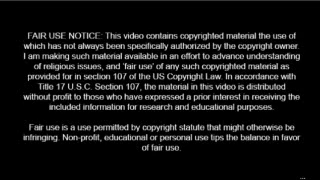 FAIR USE NOTICE: This video contains copyrighted material the use of
which has not always been specifically authorized by the copyright owner.
I am making such material available in an effort to advance understanding
of religious issues, and 'fair use' of any such copyrighted material as
provided for in section 107 of the US Copyright Law. In accordance with
Title 17 U.S.C. Section 107, the material in this video is distributed
without profit to those who have expressed a prior interest in receiving the
included information for research and educational purposes.
Fair use is a use permitted by copyright statute that might otherwise be
infringing. Non-profit, educational or personal use tips the balance in favor
of fair use.
...